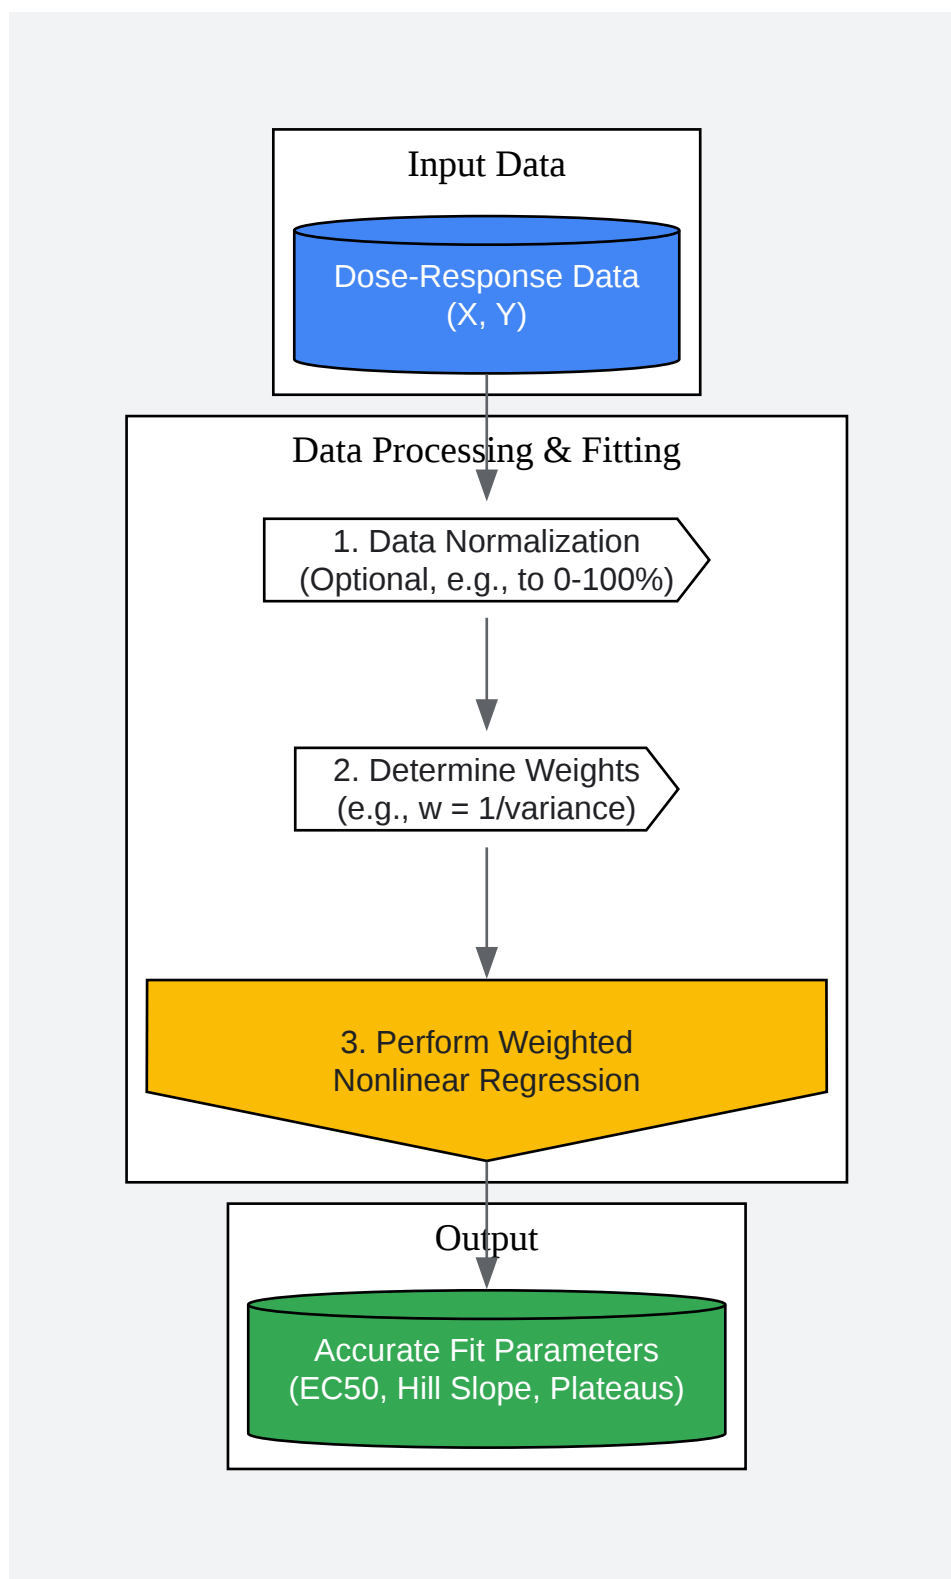 Input Data
Dose-Response Data
(X, Y)
Data Processing & Fitting
1. Data Normalization
(Optional, e.g., to 0-100%)
2. Determine Weights
(e.g., w = 1/variance)
3. Perform Weighted
Nonlinear Regression
Output
Accurate Fit Parameters
(EC50, Hill Slope, Plateaus)